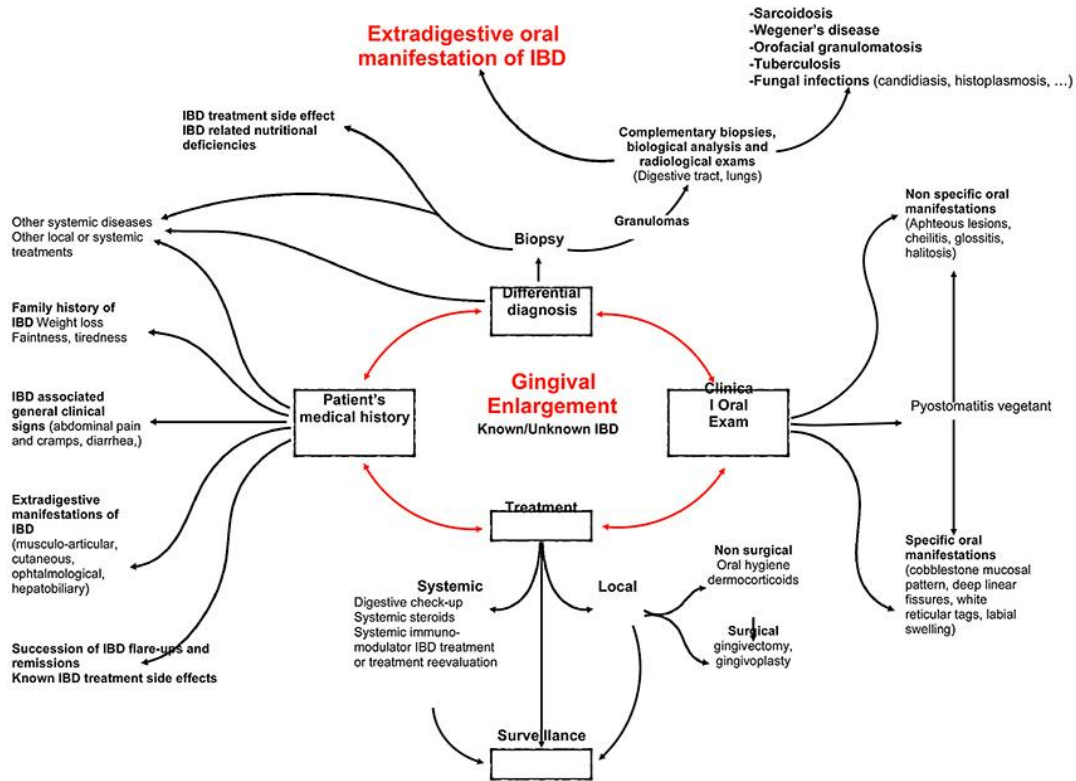 Extradigestive oral
manifestation of IBD
-Sarcoidosis
-Wegener's disease
-Orofacial granulomatosis
-Tuberculosis
-Fungal infections (candidiasis, histoplasmosis, ...)
IBD treatment side effect
IBD related nutritional
deficiencies
Complementary biopsies,
biological analysis and
radiological exams
(Digestive tract, lungs)
Granulomas
Biopsy
Other systemic diseases
Other local or systemic
treatments
Non specific oral
manifestations
(Aphteous lesions,
cheilitis, glossitis,
halitosis)
Differential
diagnosis
Family history of
IBD Weight loss
Faintness, tiredness
IBD associated
general clinical
signs (abdominal pain
and cramps, diarrhea,)
Patient's
medical history
Gingival
Enlargement
Known/Unknown IBD
Clinica
l Oral
Exam
Pyostomatitis vegetant
Extradigestive
manifestations of
IBD
(musculo-articular,
cutaneous,
ophtalmological,
hepatobiliary)
Treatment
Specific oral
manifestations
(cobblestone mucosal
pattern, deep linear
fissures, white
reticular tags, labial
swelling)
Systemic
Digestive check-up
Systemic steroids
Systemic immuno-
modulator IBD treatment
or treatment reevaluation
Local
Non surgical
Oral hygiene
dermocorticoids
Surgical
gingivectomy,
gingivoplasty
Succession of IBD flare-ups and
remissions
Known IBD treatment side effects
Surveillance